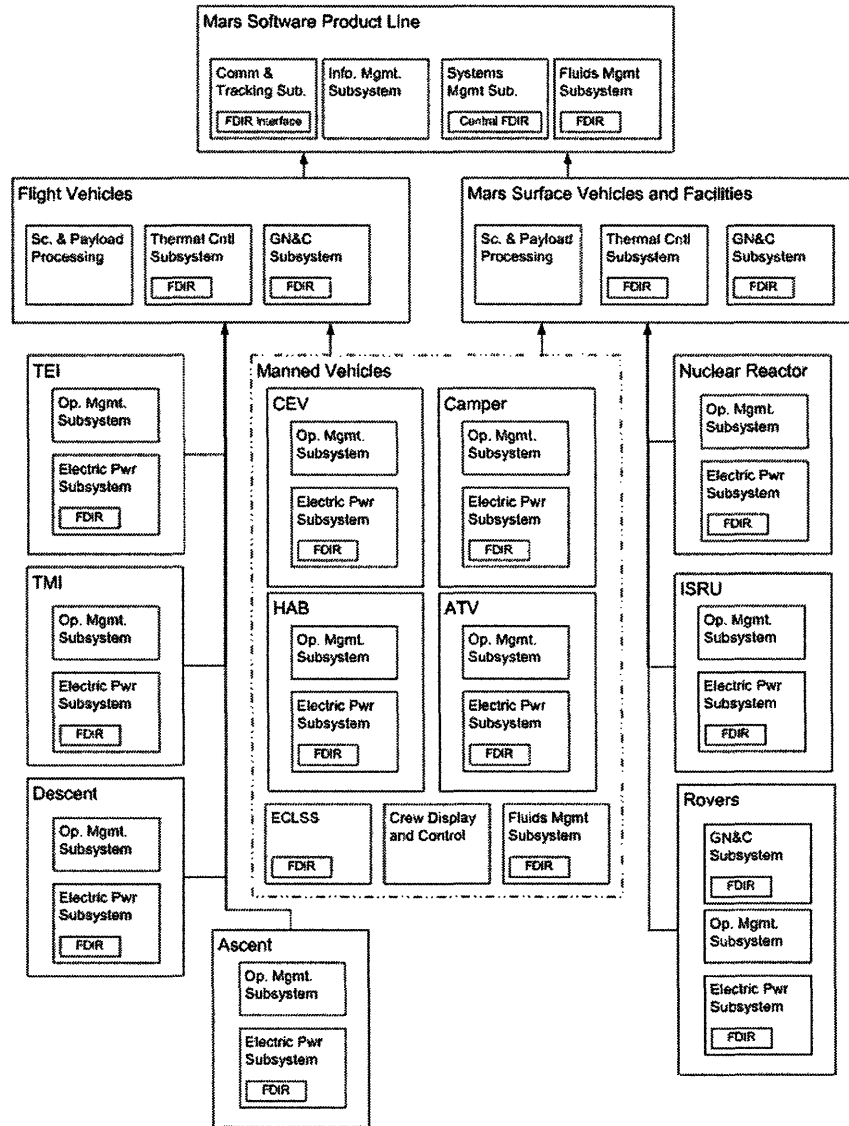 Mars Software Product Line
Comm &
Tracking Sub.
FDIR Interface
Info. Mgmt.
Subsystem
Systems
Mgmt Sub.
Central FDIR
Fluids Mgmt
Subsystem
FDIR
Flight Vehicles
Sc. & Payload
Processing
Thermal Cntl
Subsystem
FDIR
GN&C
Subsystem
FDIR
Mars Surface Vehicles and Facilities
Sc. & Payload
Processing
Thermal Cntl
Subsystem
FDIR
GN&C
Subsystem
FDIR
TEI
Op. Mgmt.
Subsystem
Electric Pwr
Subsystem
FDIR
TMI
Op. Mgmt.
Subsystem
Electric Pwr
Subsystem
FDIR
Descent
Op. Mgmt.
Subsystem
Electric Pwr
Subsystem
FDIR
Manned Vehicles
CEV
Op. Mgmt.
Subsystem
Electric Pwr
Subsystem
FDIR
Camper
Op. Mgmt.
Subsystem
Electric Pwr
Subsystem
FDIR
HAB
Op. Mgmt.
Subsystem
Electric Pwr
Subsystem
FDIR
ATV
Op. Mgmt.
Subsystem
Electric Pwr
Subsystem
FDIR
ECLSS
FDIR
Crew Display
and Control
Fluids Mgmt
Subsystem
FDIR
Ascent
Op. Mgmt.
Subsystem
Electric Pwr
Subsystem
FDIR
Nuclear Reactor
Op. Mgmt.
Subsystem
Electric Pwr
Subsystem
FDIR
ISRU
Op. Mgmt.
Subsystem
Electric Pwr
Subsystem
FDIR
Rovers
GN&C
Subsystem
FDIR
Op. Mgmt.
Subsystem
Electric Pwr
Subsystem
FDIR